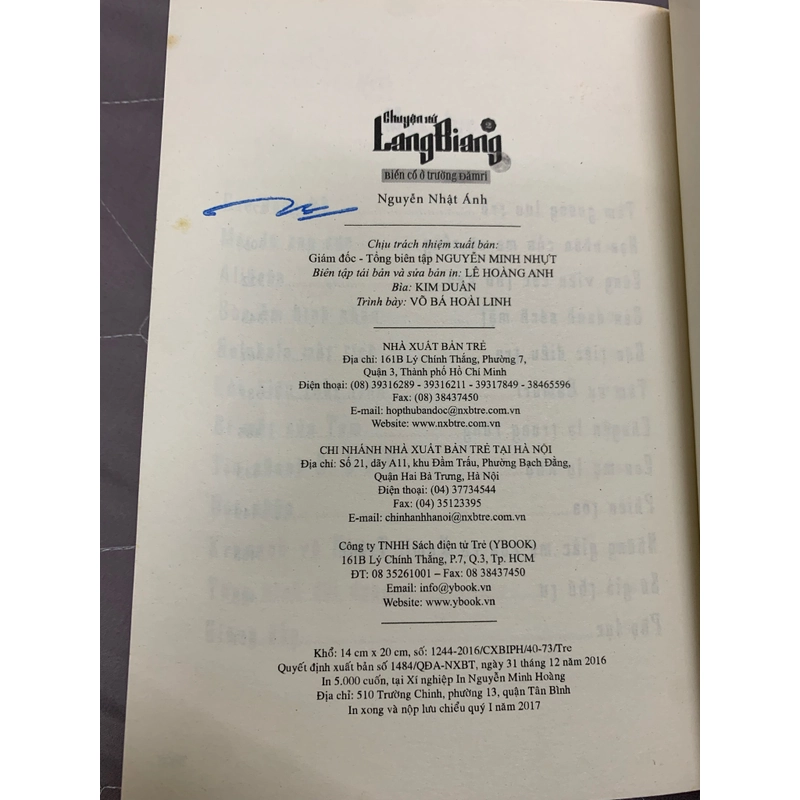 Chuyện xứ
LangBiang 2
Biến cố ở trường Đămri
Nguyễn Nhật Ánh
Chịu trách nhiệm xuất bản:
Giám đốc - Tổng biên tập NGUYỄN MINH NHỰT
Biên tập tái bản và sửa bản in: LÊ HOÀNG ANH
Bìa: KIM DUẨN
Trình bày: VÕ BÁ HOÀI LINH
NHÀ XUẤT BẢN TRẺ
Địa chỉ: 161B Lý Chính Thắng, Phường 7,
Quận 3, Thành phố Hồ Chí Minh
Điện thoại: (08) 39316289 - 39316211 - 39317849 - 38465596
Fax: (08) 38437450
E-mail: hopthubandoc@nxbtre.com.vn
Website: www.nxbtre.com.vn
CHI NHÁNH NHÀ XUẤT BẢN TRẺ TẠI HÀ NỘI
Địa chỉ: Số 21, dãy A11, khu Đầm Trấu, Phường Bạch Đằng,
Quận Hai Bà Trưng, Hà Nội
Điện thoại: (04) 37734544
Fax: (04) 35123395
E-mail: chinhanhhanoi@nxbtre.com.vn
Công ty TNHH Sách điện tử Trẻ (YBOOK)
161B Lý Chính Thắng, P.7, Q.3, Tp. HCM
ĐT: 08 35261001 – Fax: 08 38437450
Email: info@ybook.vn
Website: www.ybook.vn
Khổ: 14 cm x 20 cm, số: 1244-2016/CXBIPH/40-73/Tre
Quyết định xuất bản số 1484/QĐA-NXBT, ngày 31 tháng 12 năm 2016
In 5.000 cuốn, tại Xí nghiệp In Nguyễn Minh Hoàng
Địa chỉ: 510 Trường Chinh, phường 13, quận Tân Bình
In xong và nộp lưu chiểu quý I năm 2017